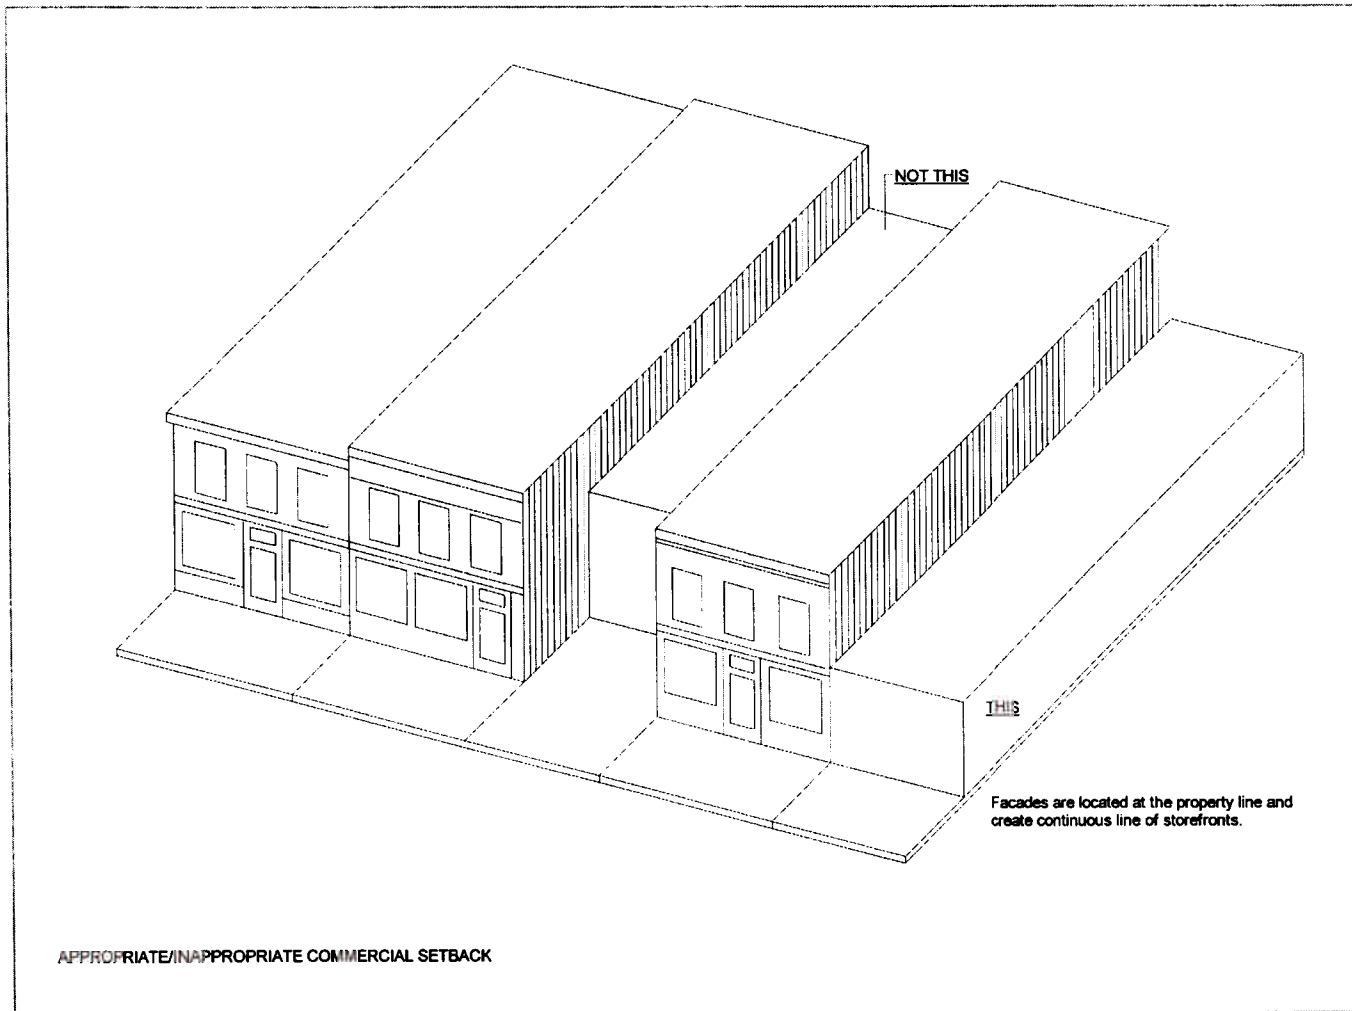 NOT THIS
THIS
Facades are located at the property line and
create continuous line of storefronts.
APPROPRIATE/INAPPROPRIATE COMMERCIAL SETBACK